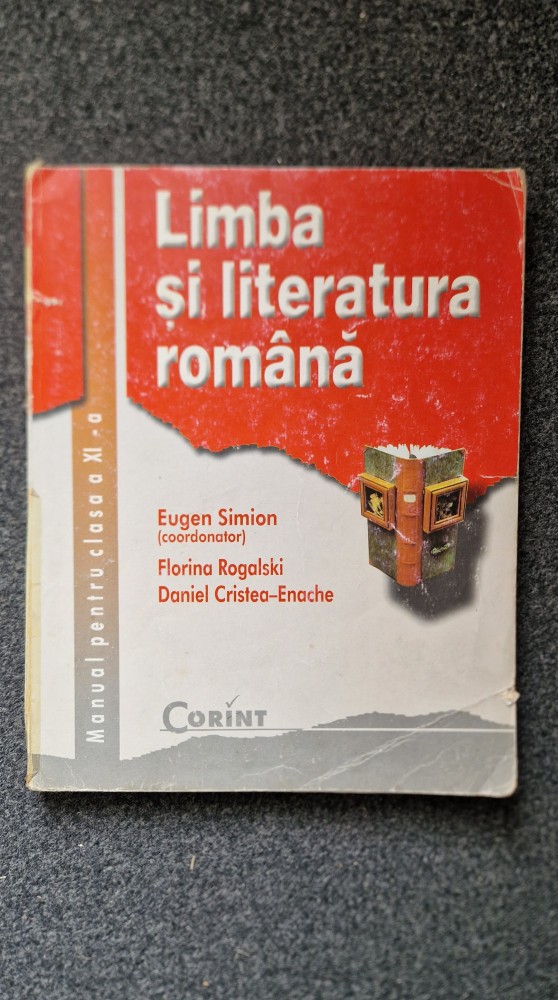 Limba
și literatura
română
Manual pentru clasa a XI-a
Eugen Simion
(coordonator)
Florina Rogalski
Daniel Cristea-Enache
CORINT